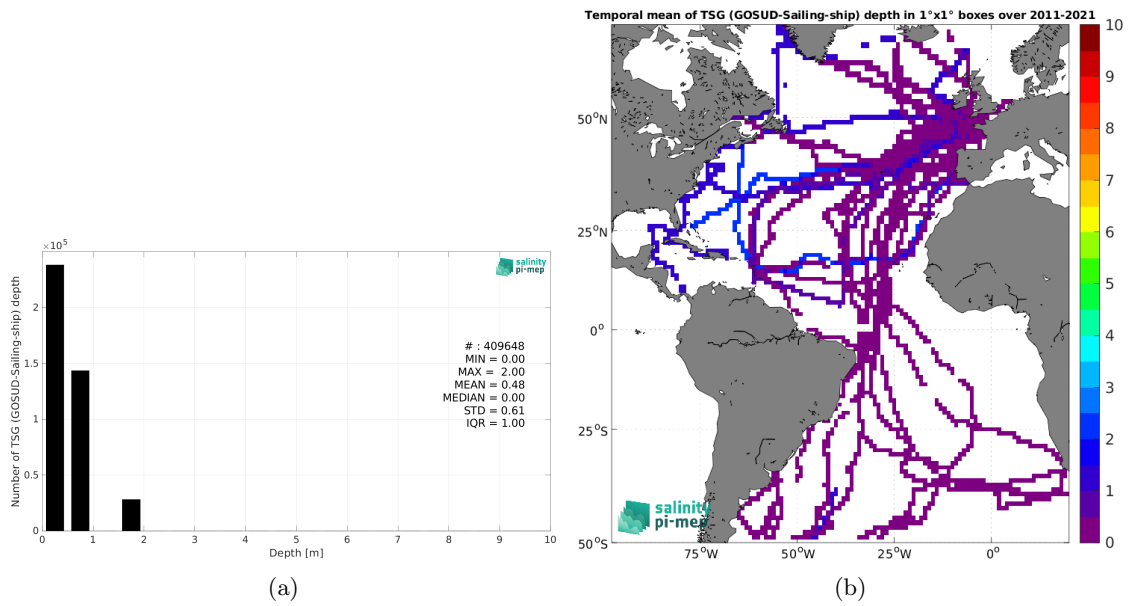 Temporal mean of TSG (GOSUD-Sailing-ship) depth in 1°x1° boxes over 2011-2021
×10⁵
Number of TSG (GOSUD-Sailing-ship) depth
2.5
2
1.5
1
0.5
0
0 1 2 3 4 5 6 7 8 9 10
Depth [m]
salinity
pi-mep
# : 409648
MIN = 0.00
MAX = 2.00
MEAN = 0.48
MEDIAN = 0.00
STD = 0.61
IQR = 1.00
(a)
50°N
25°N
0°
25°S
50°S
75°W 50°W 25°W 0°
salinity
pi-mep
10
9
8
7
6
5
4
3
2
1
0
(b)